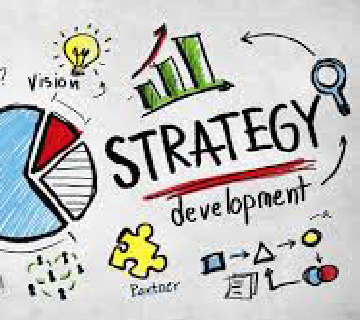 ?
Vision
STRATEGY
development
Partner